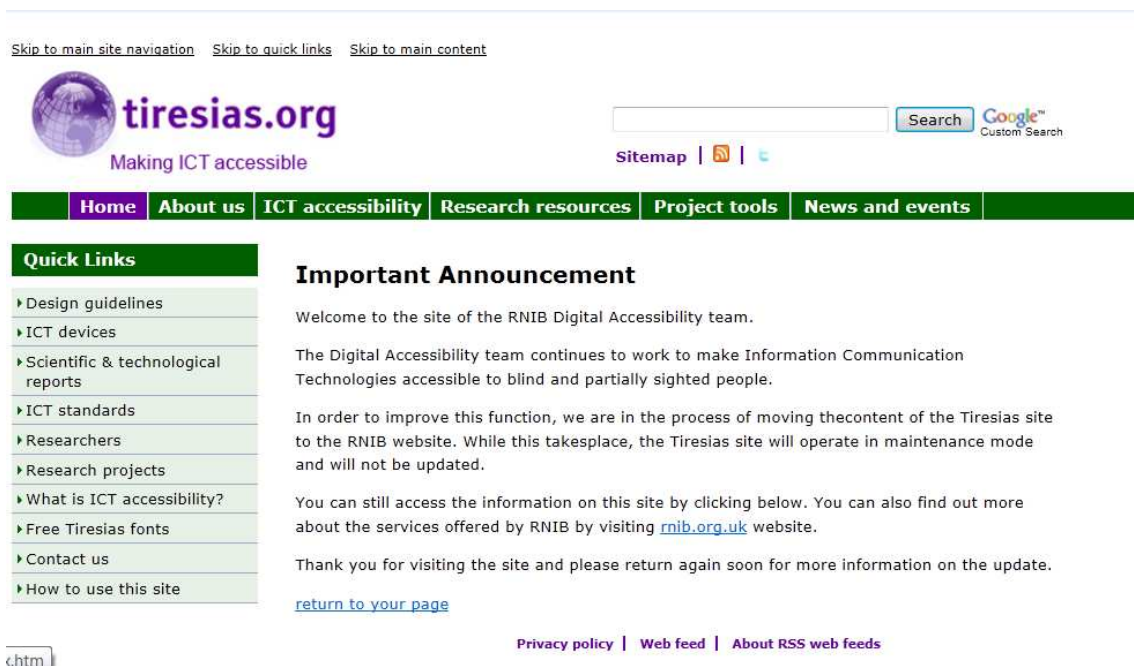 Skip to main site navigation Skip to quick links Skip to main content
tiresias.org
Making ICT accessible
Search Google™
Custom Search
Sitemap
Home About us ICT accessibility Research resources Project tools News and events
Quick Links
Design guidelines
ICT devices
Scientific & technological
reports
ICT standards
Researchers
Research projects
What is ICT accessibility?
Free Tiresias fonts
Contact us
How to use this site
Important Announcement
Welcome to the site of the RNIB Digital Accessibility team.
The Digital Accessibility team continues to work to make Information Communication
Technologies accessible to blind and partially sighted people.
In order to improve this function, we are in the process of moving thecontent of the Tiresias site
to the RNIB website. While this takesplace, the Tiresias site will operate in maintenance mode
and will not be updated.
You can still access the information on this site by clicking below. You can also find out more
about the services offered by RNIB by visiting rnib.org.uk website.
Thank you for visiting the site and please return again soon for more information on the update.
return to your page
Privacy policy | Web feed | About RSS web feeds
.htm